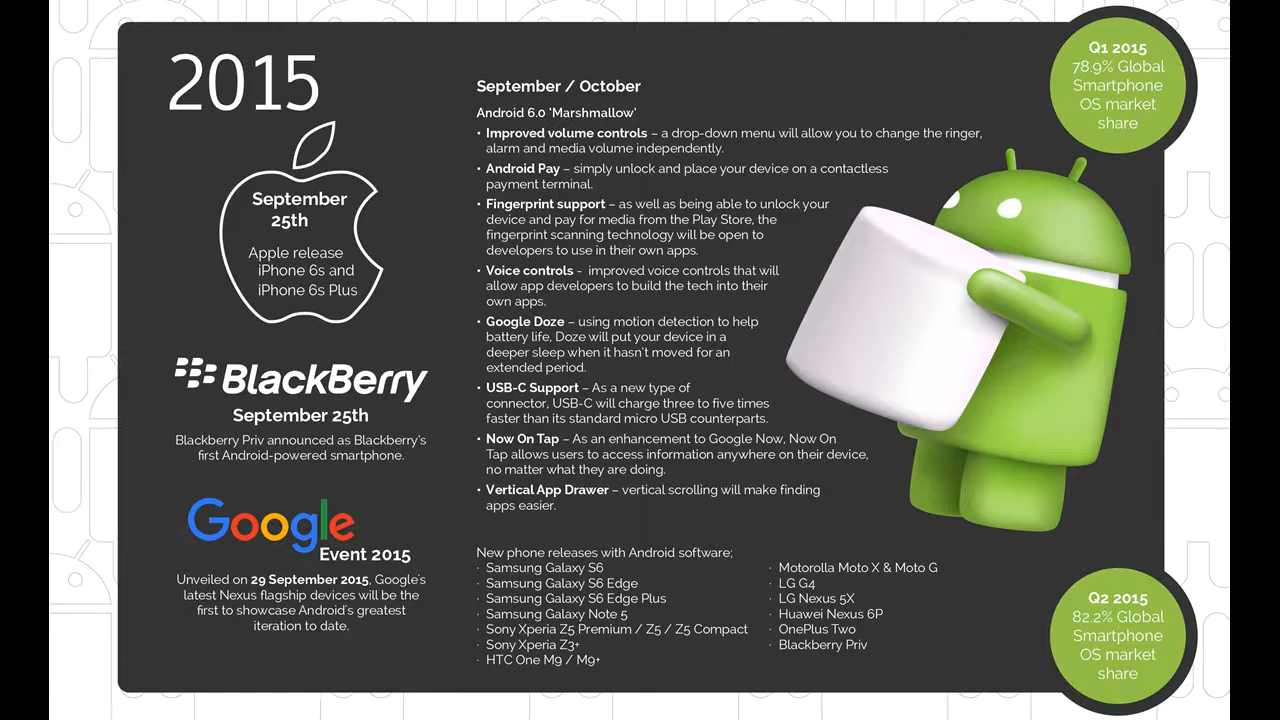 2015
September
25th
Apple release
iPhone 6s and
iPhone 6s Plus
BlackBerry
September 25th
Blackberry Priv announced as Blackberry's
first Android-powered smartphone.
Google
Event 2015
Unveiled on 29 September 2015, Google's
latest Nexus flagship devices will be the
first to showcase Android's greatest
iteration to date.
September / October
Android 6.0 'Marshmallow'
• Improved volume controls – a drop-down menu will allow you to change the ringer,
alarm and media volume independently.
• Android Pay – simply unlock and place your device on a contactless
payment terminal.
• Fingerprint support – as well as being able to unlock your
device and pay for media from the Play Store, the
fingerprint scanning technology will be open to
developers to use in their own apps.
• Voice controls - improved voice controls that will
allow app developers to build the tech into their
own apps.
• Google Doze – using motion detection to help
battery life, Doze will put your device in a
deeper sleep when it hasn't moved for an
extended period.
• USB-C Support – As a new type of
connector, USB-C will charge three to five times
faster than its standard micro USB counterparts.
• Now On Tap – As an enhancement to Google Now, Now On
Tap allows users to access information anywhere on their device,
no matter what they are doing.
• Vertical App Drawer – vertical scrolling will make finding
apps easier.
New phone releases with Android software;
· Samsung Galaxy S6
· Samsung Galaxy S6 Edge
· Samsung Galaxy S6 Edge Plus
· Samsung Galaxy Note 5
· Sony Xperia Z5 Premium / Z5 / Z5 Compact
· Sony Xperia Z3+
· HTC One M9 / M9+
· Motorolla Moto X & Moto G
· LG G4
· LG Nexus 5X
· Huawei Nexus 6P
· OnePlus Two
· Blackberry Priv
Q1 2015
78.9% Global
Smartphone
OS market
share
Q2 2015
82.2% Global
Smartphone
OS market
share